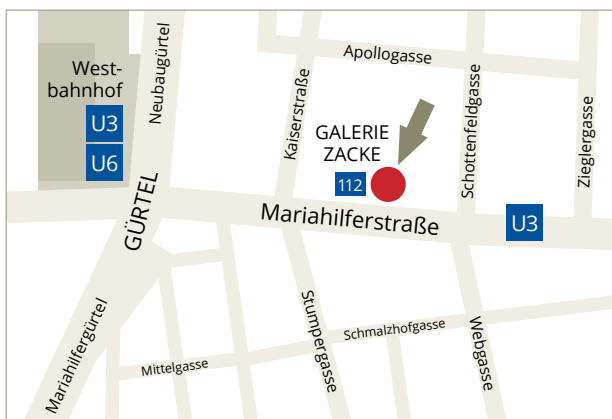 West-
bahnhof
U3
U6
Neubaugürtel
GÜRTEL
Mariahilfergürtel
Kaiserstraße
Apollogasse
Schottenfeldgasse
Zieglergasse
GALERIE
ZACKE
112
Mariahilferstraße
U3
Stumpergasse
Schmalzhofgasse
Mittelgasse
Webgasse